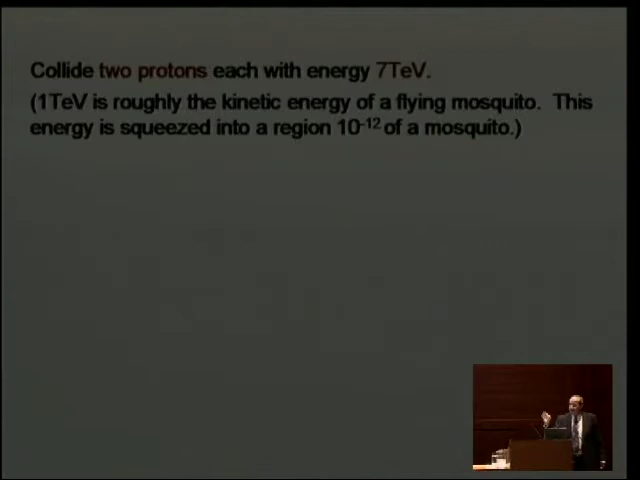 Collide two protons each with energy 7TeV.
(1TeV is roughly the kinetic energy of a flying mosquito. This
energy is squeezed into a region 10⁻¹² of a mosquito.)